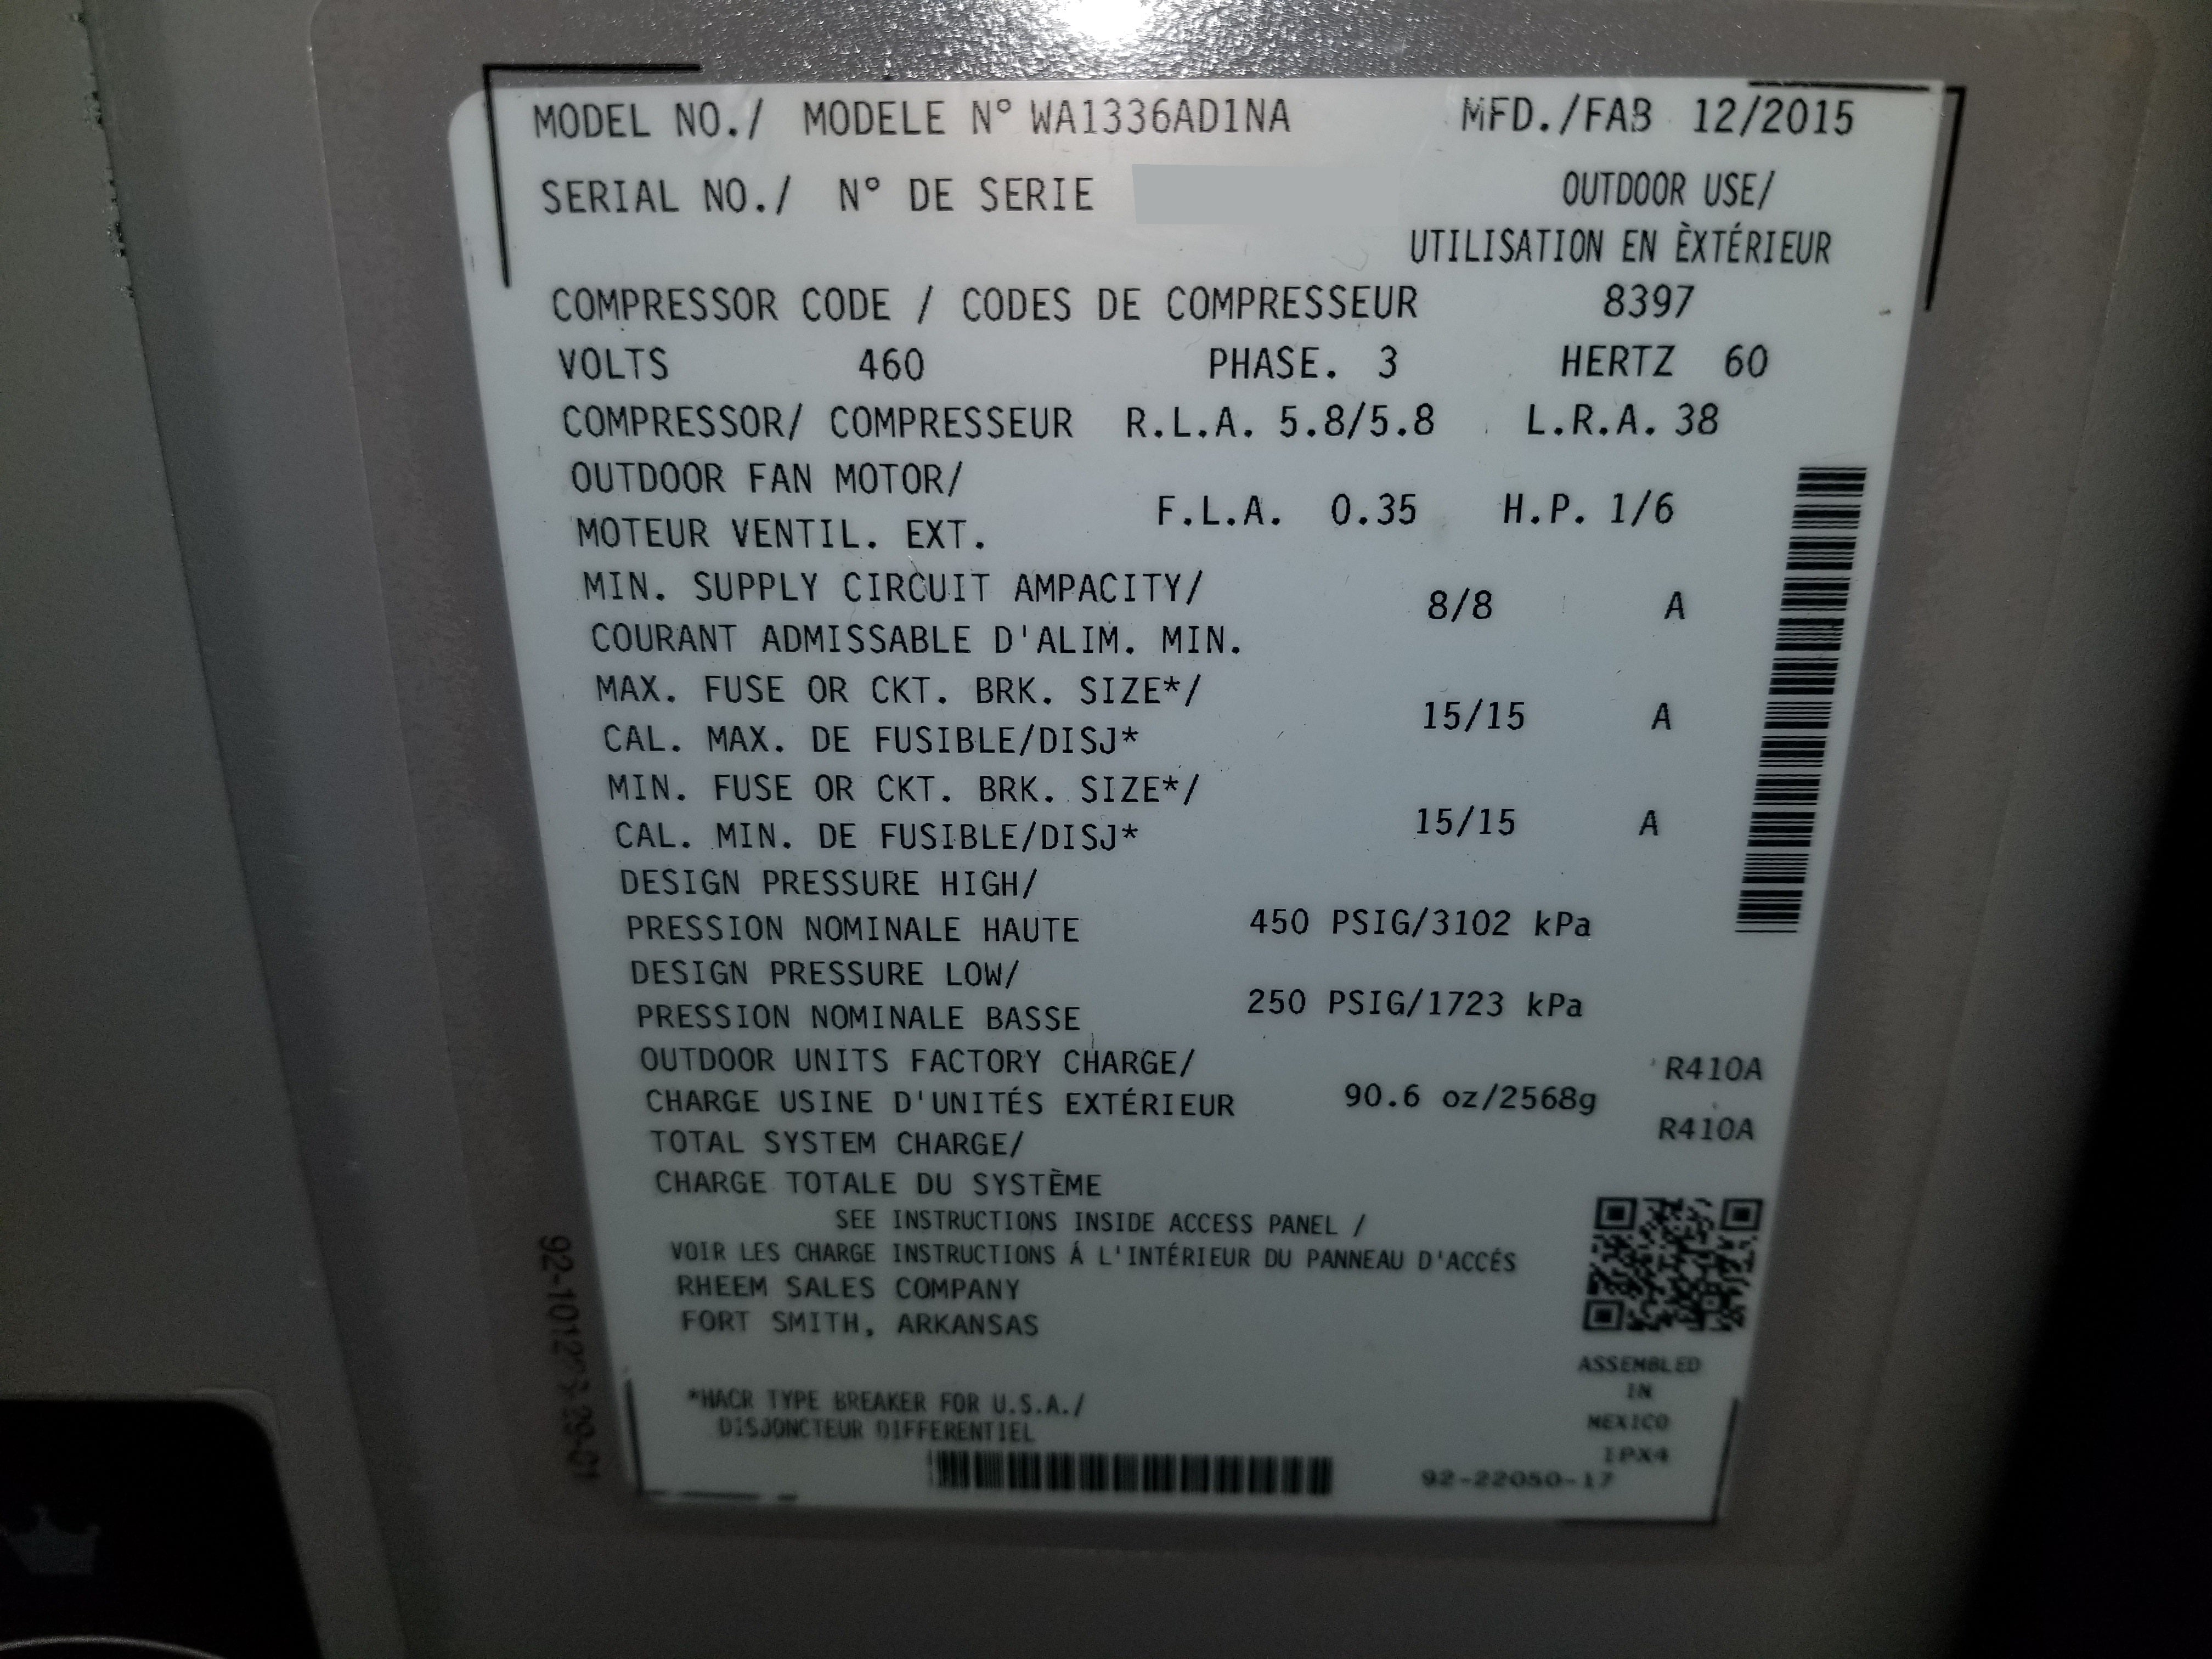 MODEL NO./ MODELE N° WA1336AD1NA MFD./FAB 12/2015
SERIAL NO./ N° DE SERIE OUTDOOR USE/
UTILISATION EN ÈXTÉRIEUR
COMPRESSOR CODE / CODES DE COMPRESSEUR 8397
VOLTS 460 PHASE. 3 HERTZ 60
COMPRESSOR/ COMPRESSEUR R.L.A. 5.8/5.8 L.R.A. 38
OUTDOOR FAN MOTOR/
MOTEUR VENTIL. EXT. F.L.A. 0.35 H.P. 1/6
MIN. SUPPLY CIRCUIT AMPACITY/
COURANT ADMISSABLE D'ALIM. MIN. 8/8 A
MAX. FUSE OR CKT. BRK. SIZE*/
CAL. MAX. DE FUSIBLE/DISJ* 15/15 A
MIN. FUSE OR CKT. BRK. SIZE*/
CAL. MIN. DE FUSIBLE/DISJ* 15/15 A
DESIGN PRESSURE HIGH/
PRESSION NOMINALE HAUTE 450 PSIG/3102 kPa
DESIGN PRESSURE LOW/
PRESSION NOMINALE BASSE 250 PSIG/1723 kPa
OUTDOOR UNITS FACTORY CHARGE/ R410A
CHARGE USINE D'UNITÉS EXTÉRIEUR 90.6 oz/2568g
TOTAL SYSTEM CHARGE/ R410A
CHARGE TOTALE DU SYSTÈME
SEE INSTRUCTIONS INSIDE ACCESS PANEL /
VOIR LES CHARGE INSTRUCTIONS Á L'INTÉRIEUR DU PANNEAU D'ACCÉS
RHEEM SALES COMPANY
FORT SMITH, ARKANSAS
*HACR TYPE BREAKER FOR U.S.A./
DISJONCTEUR DIFFERENTIEL
ASSEMBLED
IN
MEXICO
IPX4
92-22050-17